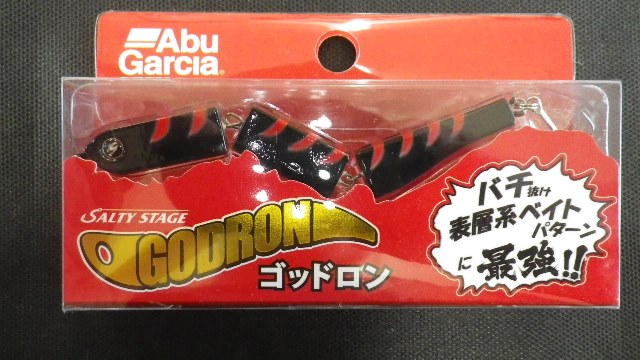 Abu
Garcia®
SALTY STAGE
GODRON
ゴッドロン
バチ抜け
表層系ベイト
パターン
に最強!!